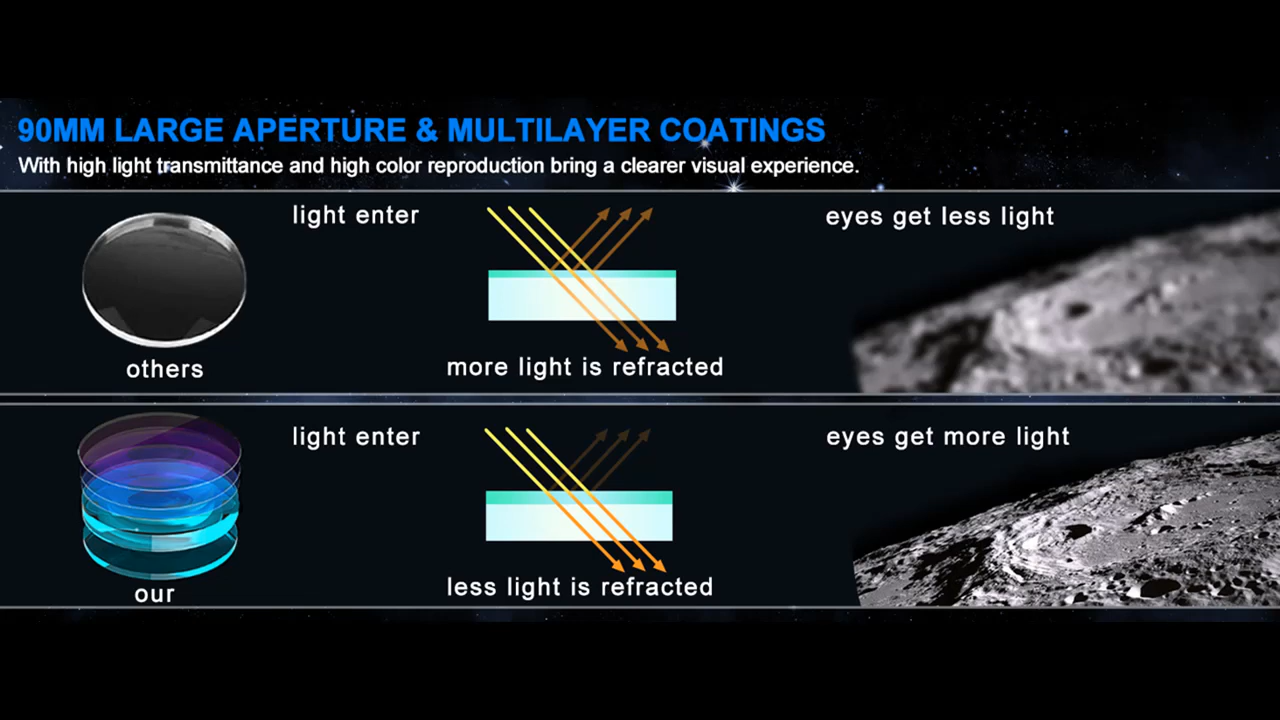 90MM LARGE APERTURE & MULTILAYER COATINGS
With high light transmittance and high color reproduction bring a clearer visual experience.
light enter
eyes get less light
others
more light is refracted
light enter
eyes get more light
our
less light is refracted